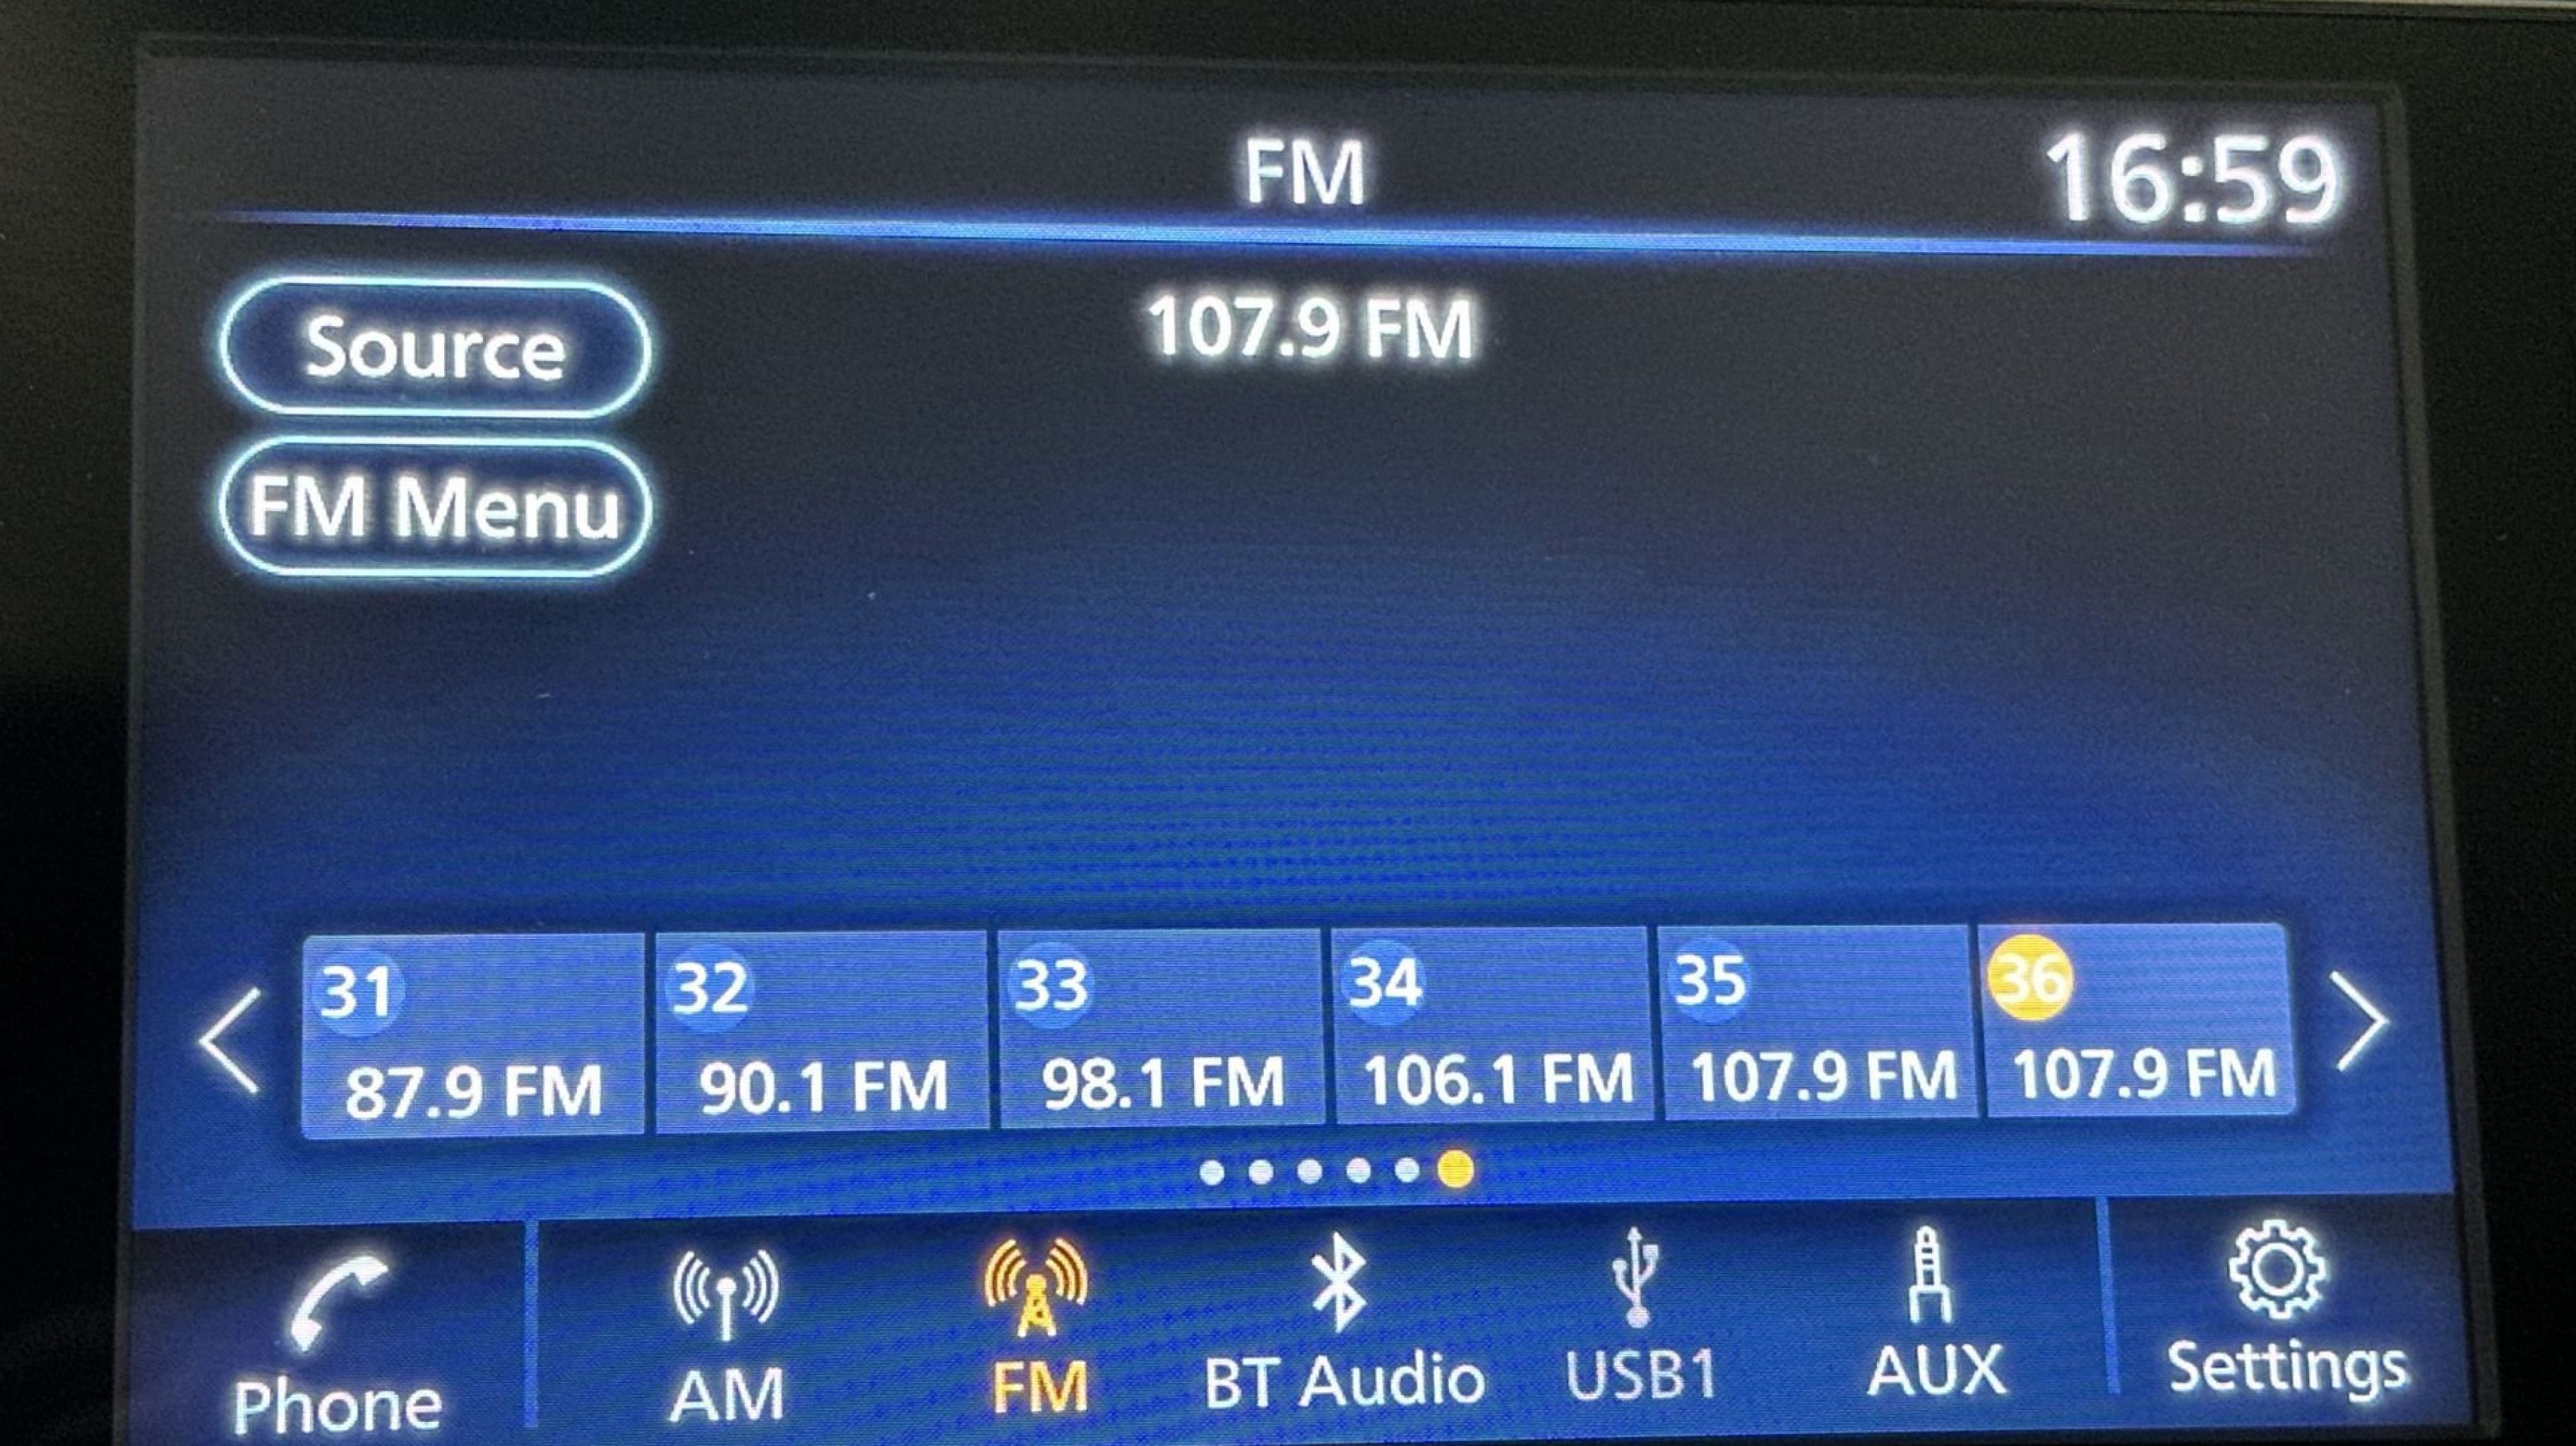 FM
16:59
Source
107.9 FM
FM Menu
31
32
33
34
35
36
87.9 FM
90.1 FM
98.1 FM
106.1 FM
107.9 FM
107.9 FM
Phone
AM
FM
BT Audio
USB1
AUX
Settings